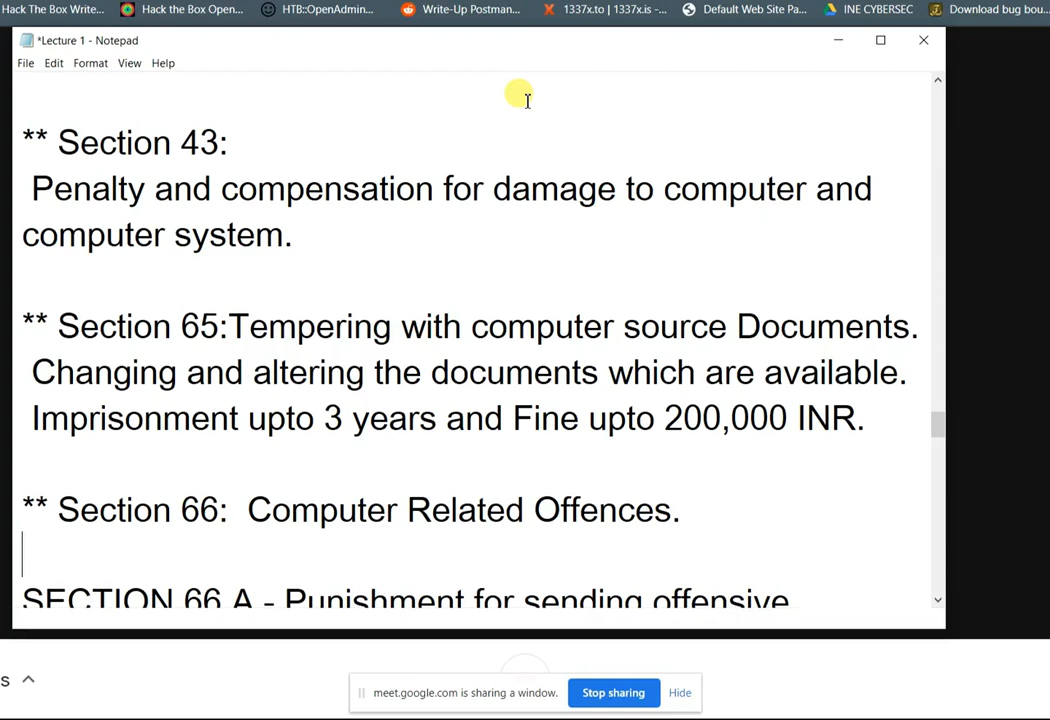 Hack The Box Write... Hack the Box Open... HTB::OpenAdmin... Write-Up Postman... 1337x.to | 1337x.is -... Default Web Site Pa... INE CYBERSEC Download bug bou...
*Lecture 1 - Notepad
File Edit Format View Help
** Section 43:
Penalty and compensation for damage to computer and
computer system.
** Section 65:Tempering with computer source Documents.
Changing and altering the documents which are available.
Imprisonment upto 3 years and Fine upto 200,000 INR.
** Section 66:  Computer Related Offences.
SECTION 66 A - Punishment for sending offensive
s
meet.google.com is sharing a window. Stop sharing Hide